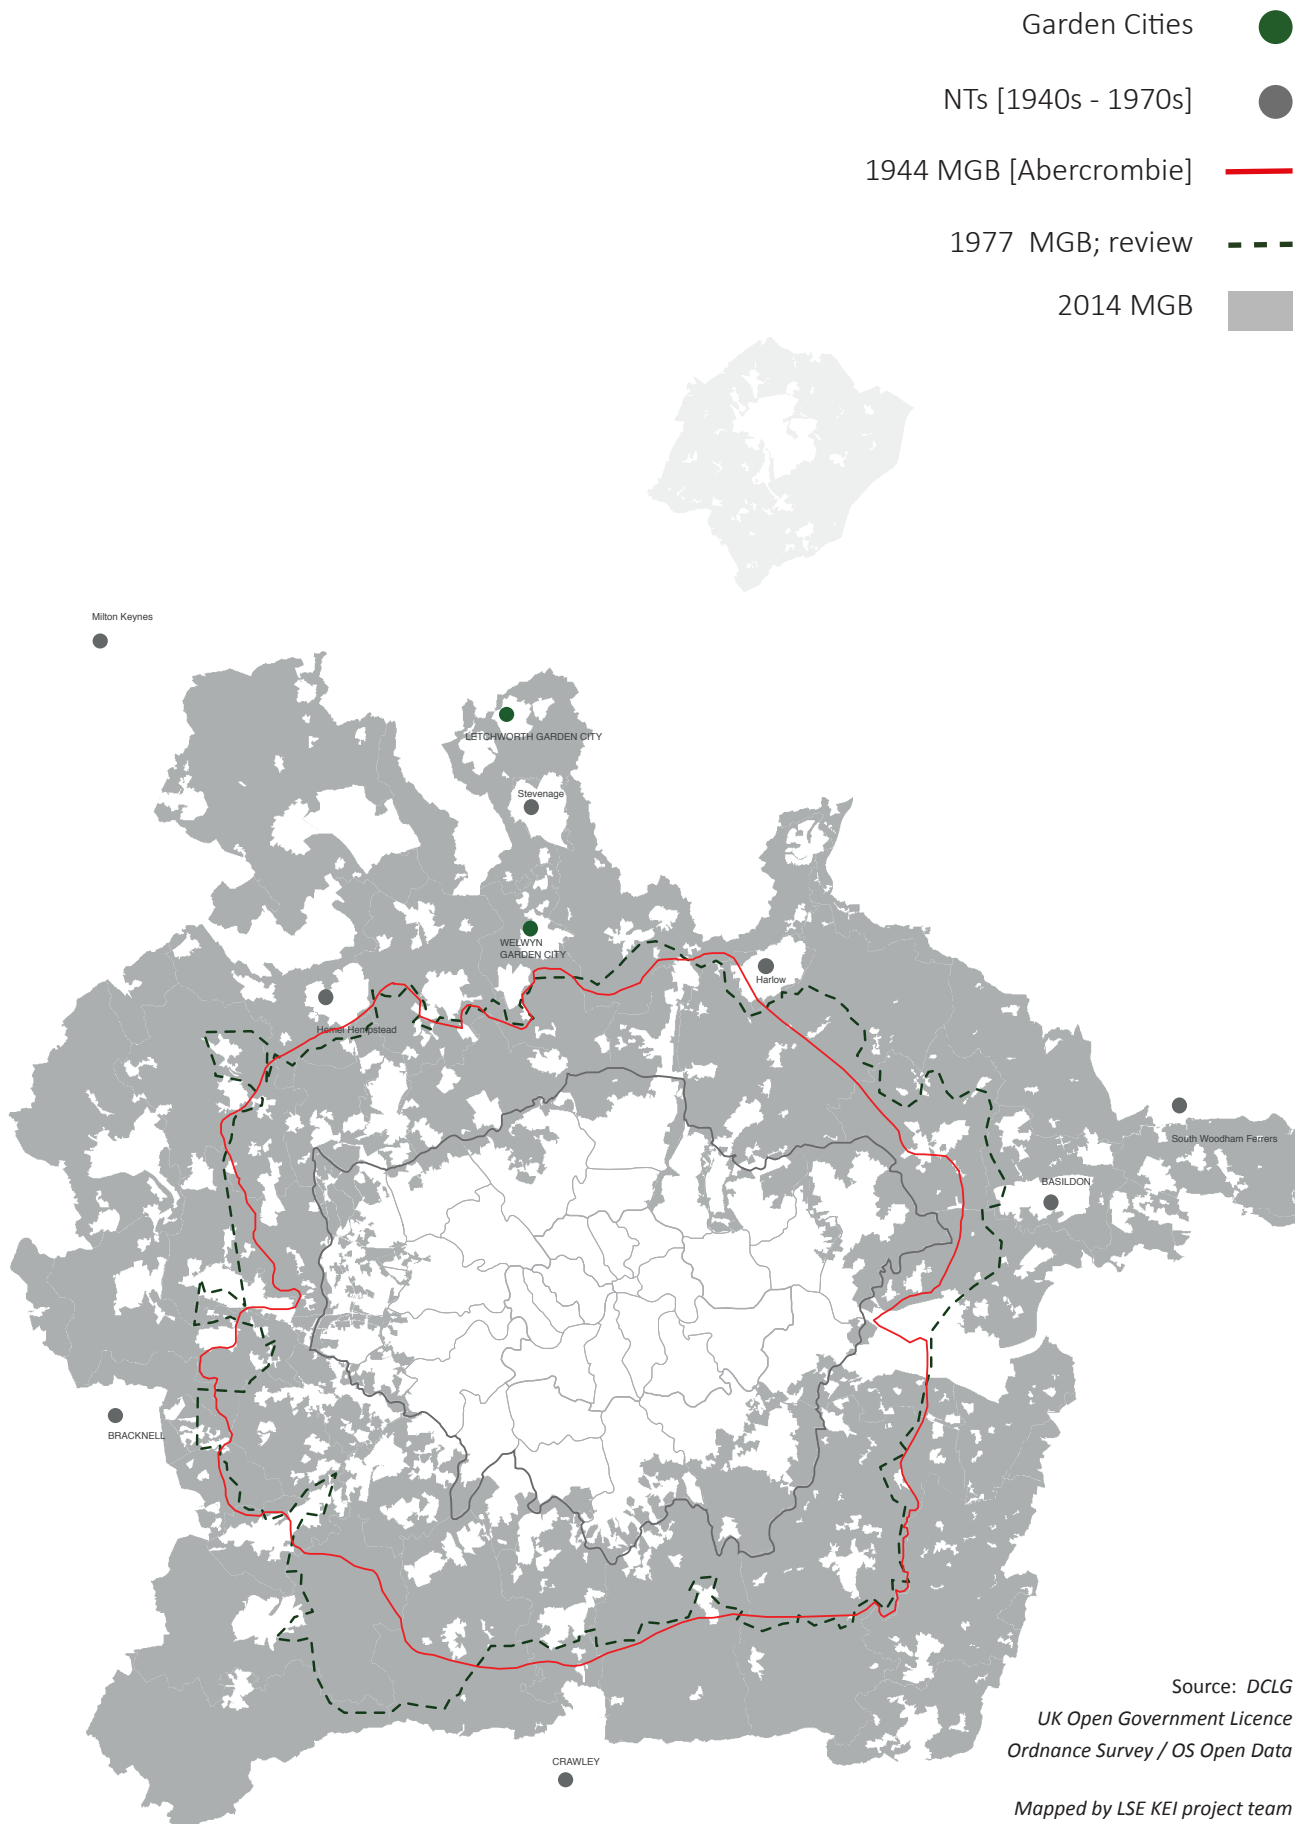 Garden Cities
NTs [1940s - 1970s]
1944 MGB [Abercrombie]
1977 MGB; review
2014 MGB
Milton Keynes
LETCHWORTH GARDEN CITY
Stevenage
WELWYN
GARDEN CITY
Harlow
Hemel Hempstead
South Woodham Ferrers
BASILDON
BRACKNELL
CRAWLEY
Source: DCLG
UK Open Government Licence
Ordnance Survey / OS Open Data
Mapped by LSE KEI project team